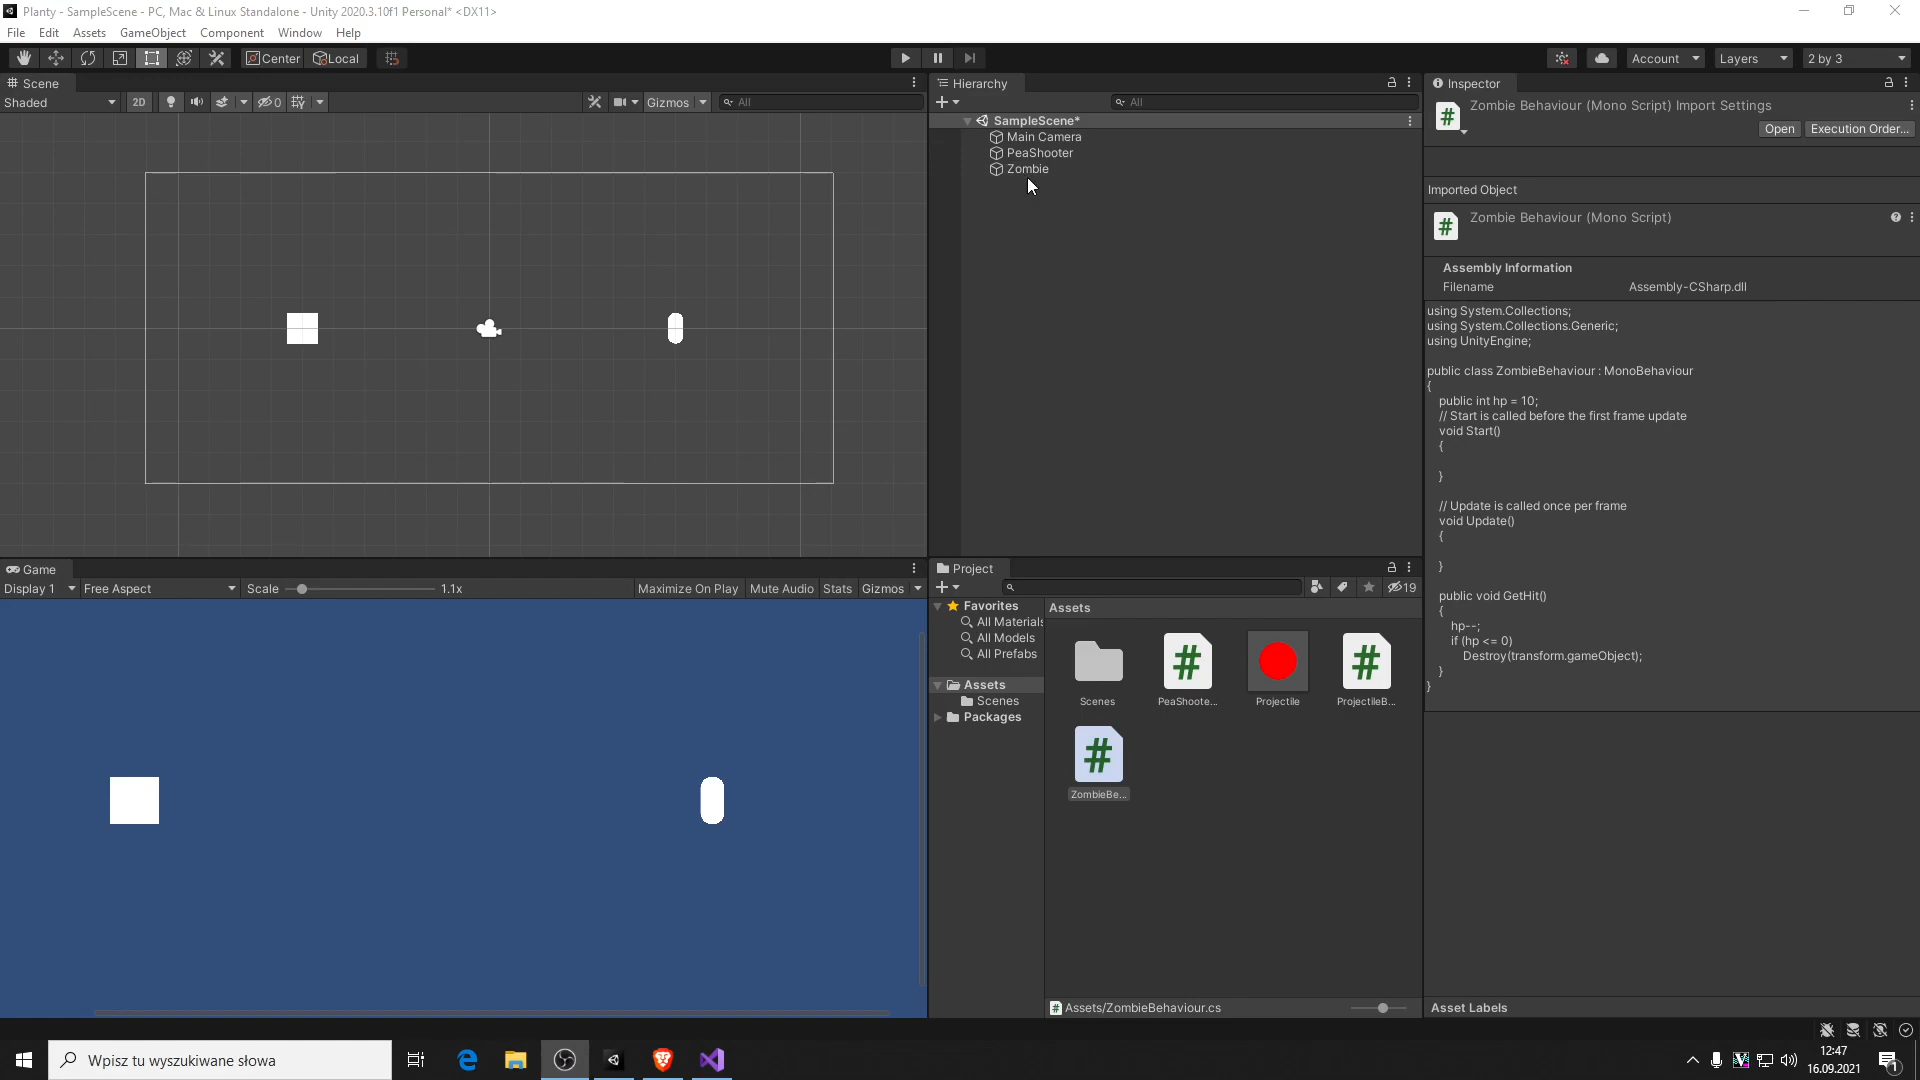 Planty - SampleScene - PC, Mac & Linux Standalone - Unity 2020.3.10f1 Personal* <DX11>
File Edit Assets GameObject Component Window Help
Center Local Account Layers 2 by 3
Scene
Shaded 2D 0 Gizmos All
Hierarchy
All
SampleScene*
Main Camera
PeaShooter
Zombie
Inspector
Zombie Behaviour (Mono Script) Import Settings
Open Execution Order...
Imported Object
Zombie Behaviour (Mono Script)
Assembly Information
Filename Assembly-CSharp.dll
using System.Collections;
using System.Collections.Generic;
using UnityEngine;
public class ZombieBehaviour : MonoBehaviour
{
public int hp = 10;
// Start is called before the first frame update
void Start()
{
}
// Update is called once per frame
void Update()
{
}
public void GetHit()
{
hp--;
if (hp <= 0)
Destroy(transform.gameObject);
}
}
Asset Labels
Game
Display 1 Free Aspect Scale 1.1x Maximize On Play Mute Audio Stats Gizmos
Project
19
Favorites
All Materials
All Models
All Prefabs
Assets
Scenes
Packages
Assets
Scenes PeaShoote... Projectile ProjectileB...
ZombieBe...
Assets/ZombieBehaviour.cs
Wpisz tu wyszukiwane słowa
12:47
16.09.2021
1